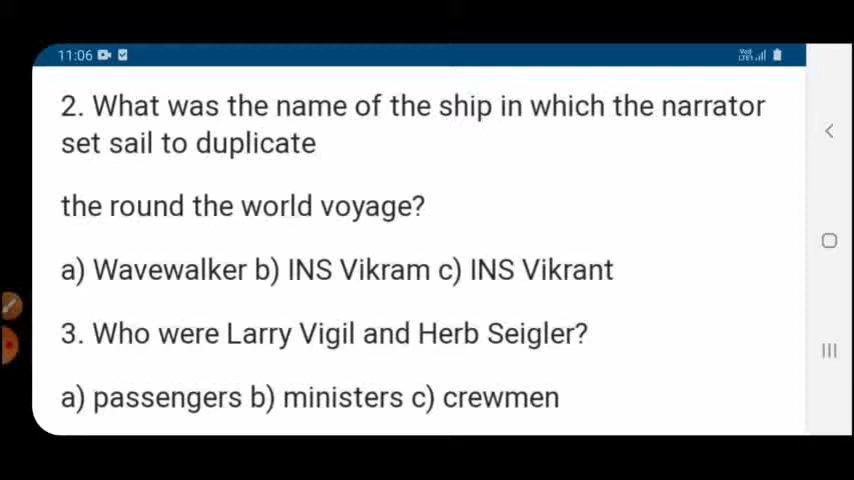 11:06
2. What was the name of the ship in which the narrator
set sail to duplicate
the round the world voyage?
a) Wavewalker b) INS Vikram c) INS Vikrant
3. Who were Larry Vigil and Herb Seigler?
a) passengers b) ministers c) crewmen